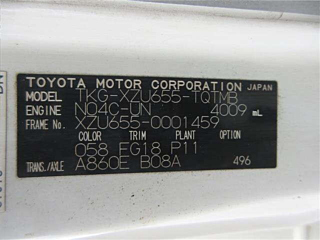 TOYOTA MOTOR CORPORATION JAPAN
MODEL TKG-XZU655-TQTMB
ENGINE N04C-UN 4009 mL
FRAME No. XZU655-0001459
COLOR TRIM PLANT OPTION
058 FG18 P11
TRANS./AXLE A860E B08A 496